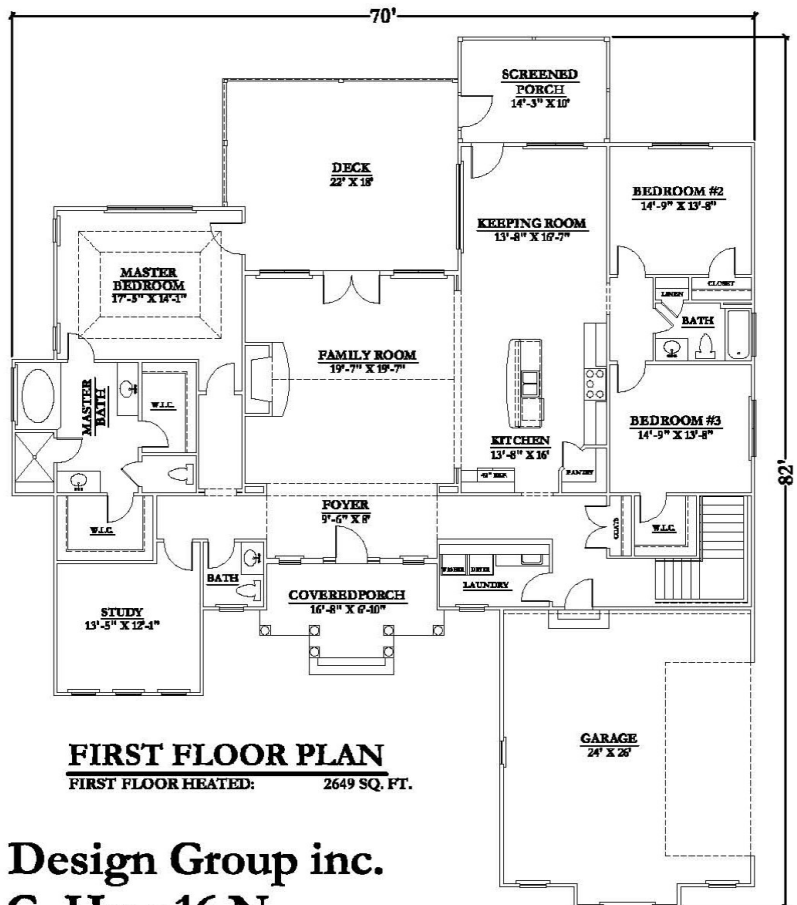 70'
82'
SCREENED
PORCH
14'-3" X 10'
DECK
22' X 18'
BEDROOM #2
14'-9" X 13'-8"
KEEPING ROOM
13'-8" X 16'-7"
MASTER
BEDROOM
17'-5" X 14'-1"
CLOSET
LINEN
BATH
FAMILY ROOM
19'-7" X 19'-7"
MASTER
BATH
W.I.C.
BEDROOM #3
14'-9" X 13'-8"
KITCHEN
13'-8" X 16'
PANTRY
FOYER
9'-6" X 8'
W.I.C.
COATS
W.I.C.
BATH
WASHER
DRYER
LAUNDRY
COVERED PORCH
16'-8" X 6'-10"
STUDY
13'-5" X 12'-1"
GARAGE
24' X 26'
FIRST FLOOR PLAN
FIRST FLOOR HEATED: 2649 SQ. FT.
Design Group inc.